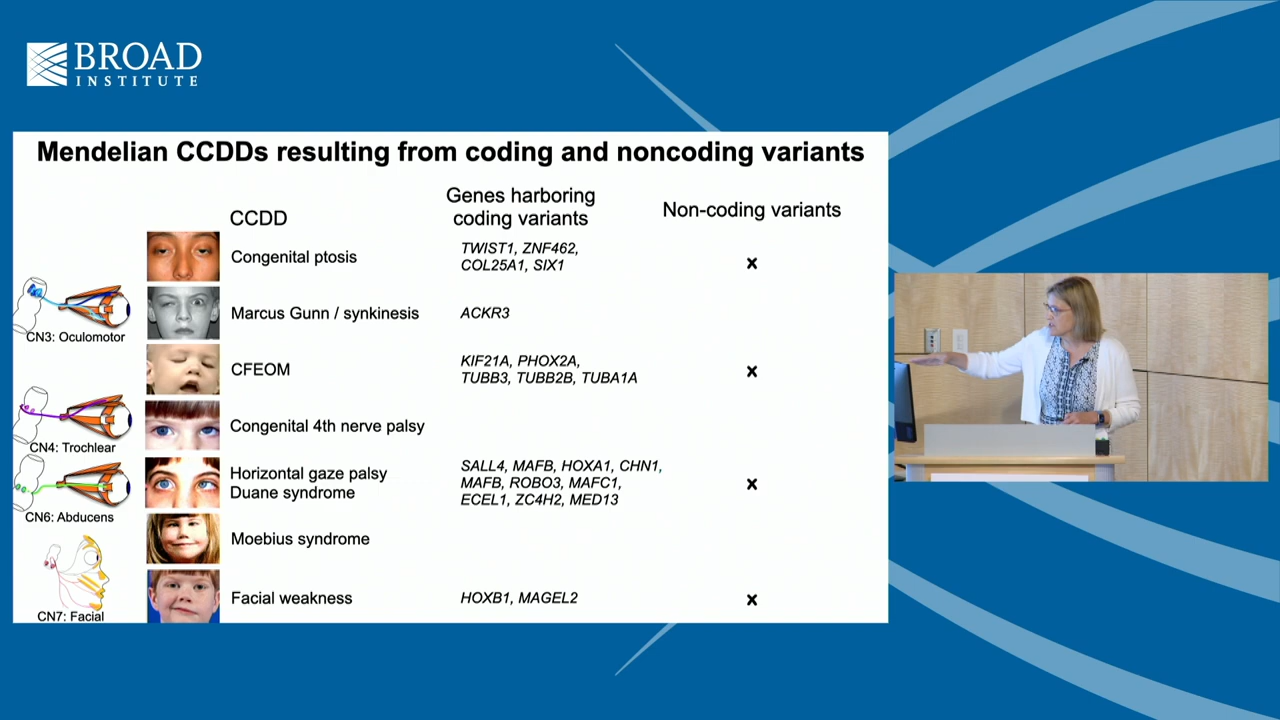 BROAD
INSTITUTE
Mendelian CCDDs resulting from coding and noncoding variants
CCDD
Genes harboring
coding variants
Non-coding variants
Congenital ptosis
TWIST1, ZNF462,
COL25A1, SIX1
x
CN3: Oculomotor
Marcus Gunn / synkinesis
ACKR3
CFEOM
KIF21A, PHOX2A,
TUBB3, TUBB2B, TUBA1A
x
CN4: Trochlear
Congenital 4th nerve palsy
CN6: Abducens
Horizontal gaze palsy
Duane syndrome
SALL4, MAFB, HOXA1, CHN1,
MAFB, ROBO3, MAFC1,
ECEL1, ZC4H2, MED13
x
Moebius syndrome
CN7: Facial
Facial weakness
HOXB1, MAGEL2
x